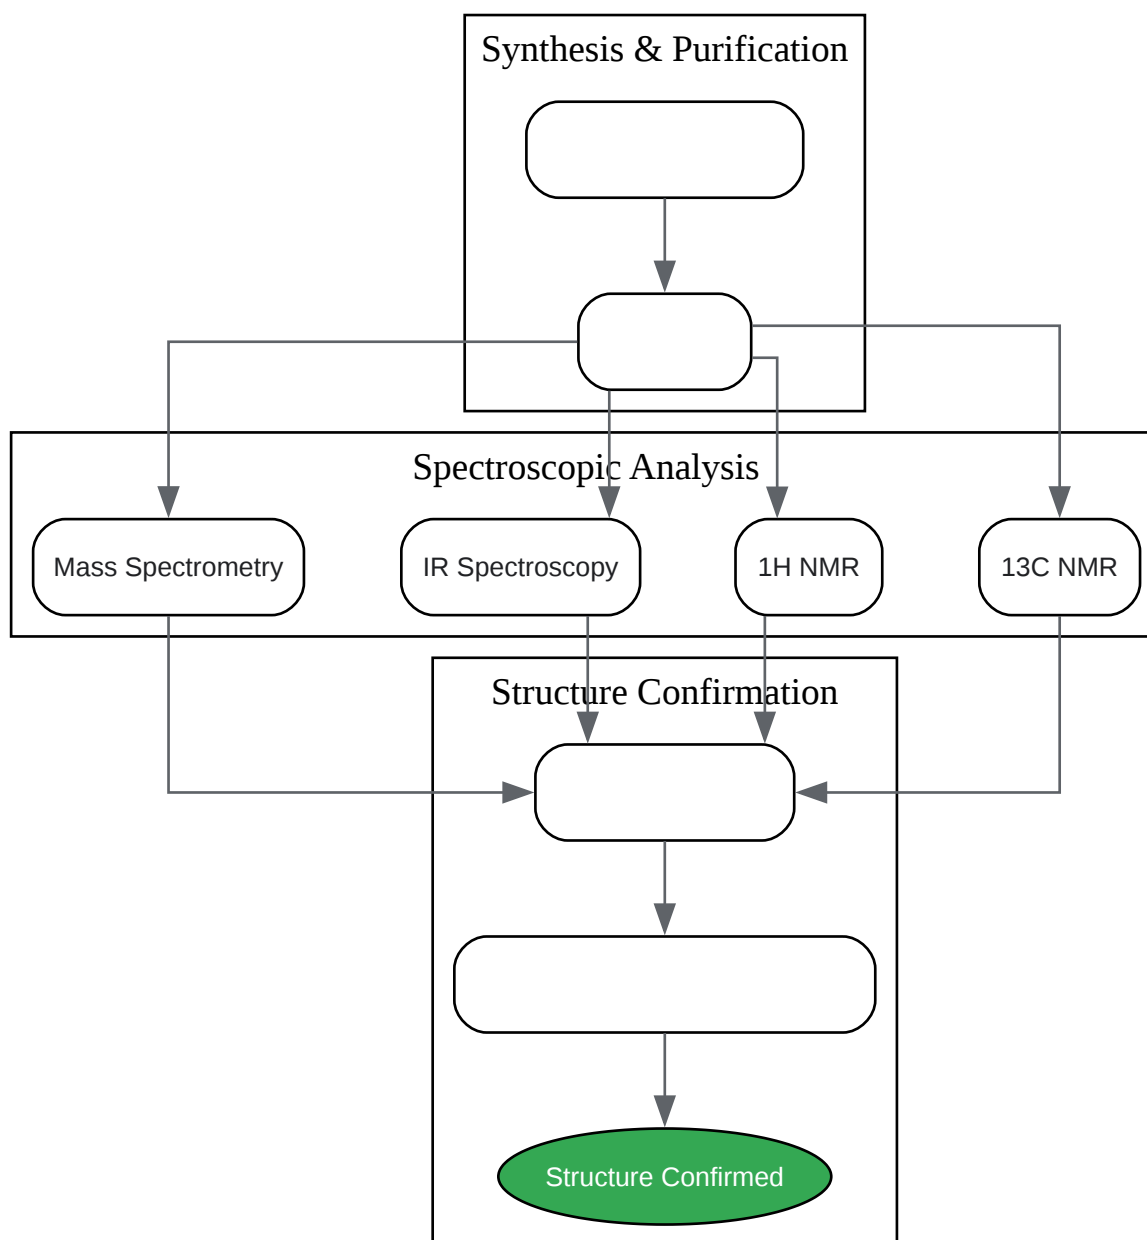 Synthesis & Purification
Spectroscopic Analysis
Mass Spectrometry
IR Spectroscopy
1H NMR
13C NMR
Structure Confirmation
Structure Confirmed